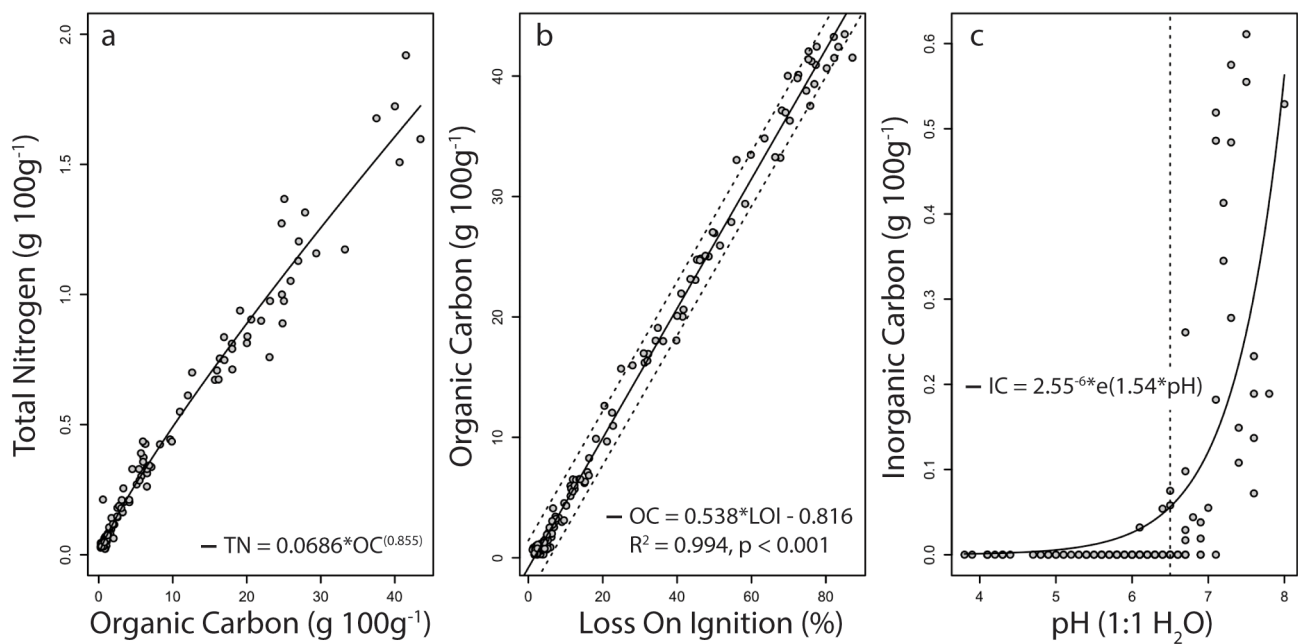 a
Total Nitrogen (g 100g⁻¹)
0.0
0.5
1.0
1.5
2.0
TN = 0.0686*OC⁽⁰·⁸⁵⁵⁾
0
10
20
30
40
Organic Carbon (g 100g⁻¹)
b
Organic Carbon (g 100g⁻¹)
0
10
20
30
40
OC = 0.538*LOI - 0.816
R² = 0.994, p < 0.001
0
20
40
60
80
Loss On Ignition (%)
c
Inorganic Carbon (g 100g⁻¹)
0.0
0.1
0.2
0.3
0.4
0.5
0.6
IC = 2.55⁻⁶*e(1.54*pH)
4
5
6
7
8
pH (1:1 H₂O)